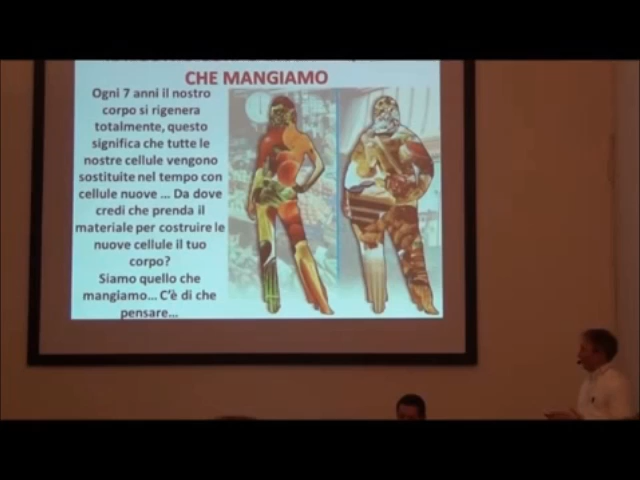 CHE MANGIAMO
Ogni 7 anni il nostro
corpo si rigenera
totalmente, questo
significa che tutte le
nostre cellule vengono
sostituite nel tempo con
cellule nuove ... Da dove
credi che prenda il
materiale per costruire le
nuove cellule il tuo
corpo?
Siamo quello che
mangiamo... C'è di che
pensare...